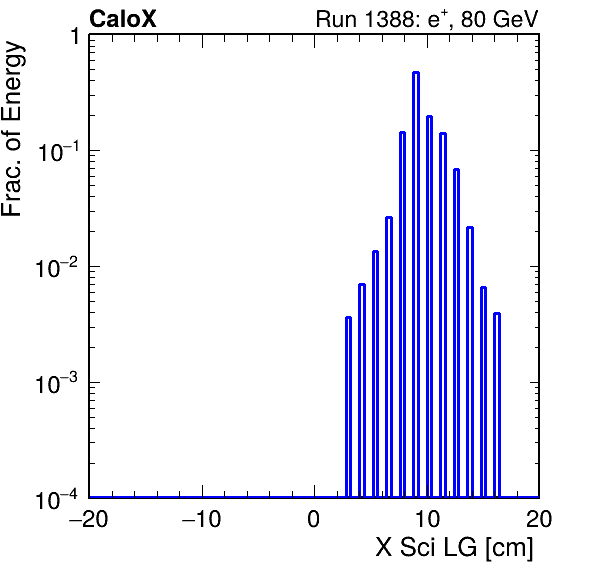 CaloX Run 1388: e⁺, 80 GeV
Frac. of Energy
1
10⁻¹
10⁻²
10⁻³
10⁻⁴
−20 −10 0 10 20
X Sci LG [cm]